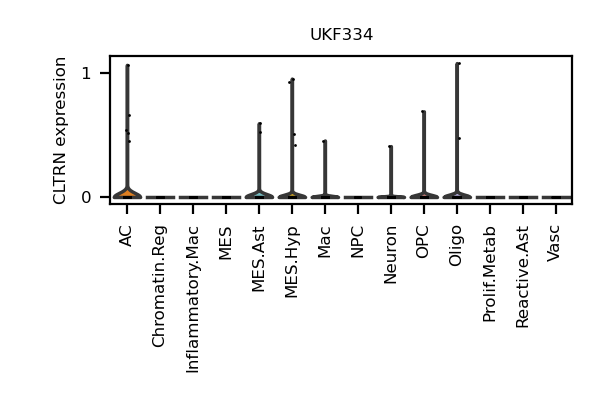 UKF334
CLTRN expression
1
0
AC
Chromatin.Reg
Inflammatory.Mac
MES
MES.Ast
MES.Hyp
Mac
NPC
Neuron
OPC
Oligo
Prolif.Metab
Reactive.Ast
Vasc